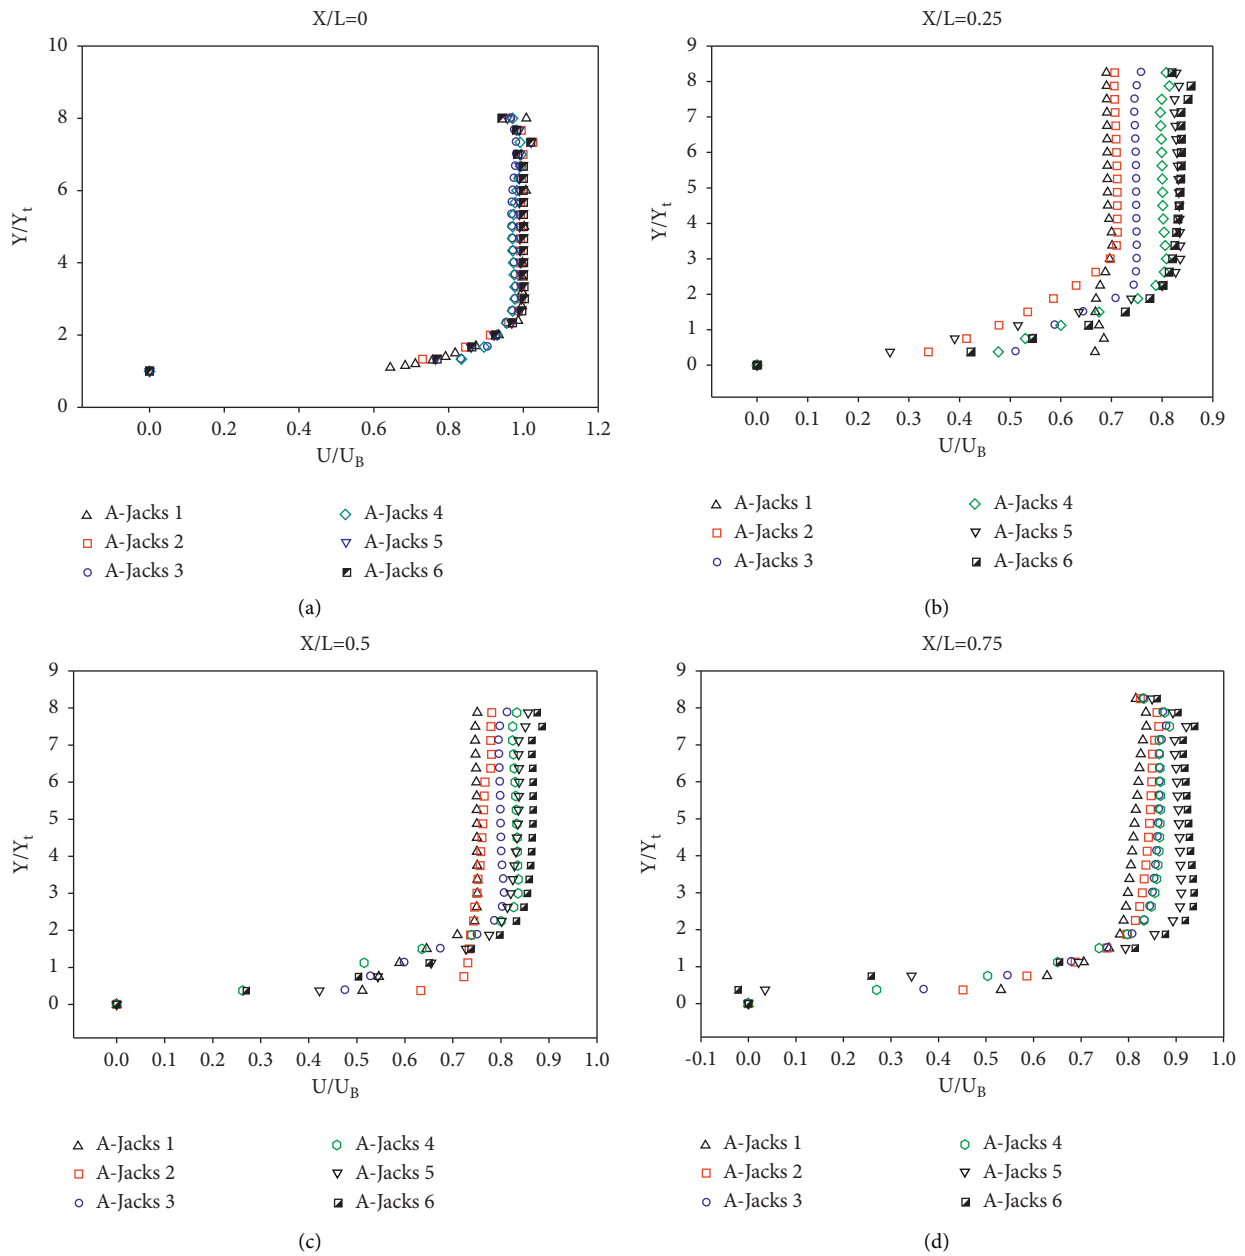 X/L=0
10
8
6
4
2
0
Y/Yt
0.0 0.2 0.4 0.6 0.8 1.0 1.2
U/UB
A-Jacks 1 A-Jacks 4
A-Jacks 2 A-Jacks 5
A-Jacks 3 A-Jacks 6
(a)
X/L=0.25
9
8
7
6
5
4
3
2
1
0
Y/Yt
0.0 0.1 0.2 0.3 0.4 0.5 0.6 0.7 0.8 0.9
U/UB
A-Jacks 1 A-Jacks 4
A-Jacks 2 A-Jacks 5
A-Jacks 3 A-Jacks 6
(b)
X/L=0.5
9
8
7
6
5
4
3
2
1
0
Y/Yt
0.0 0.1 0.2 0.3 0.4 0.5 0.6 0.7 0.8 0.9 1.0
U/UB
A-Jacks 1 A-Jacks 4
A-Jacks 2 A-Jacks 5
A-Jacks 3 A-Jacks 6
(c)
X/L=0.75
9
8
7
6
5
4
3
2
1
0
Y/Yt
-0.1 0.0 0.1 0.2 0.3 0.4 0.5 0.6 0.7 0.8 0.9 1.0
U/UB
A-Jacks 1 A-Jacks 4
A-Jacks 2 A-Jacks 5
A-Jacks 3 A-Jacks 6
(d)